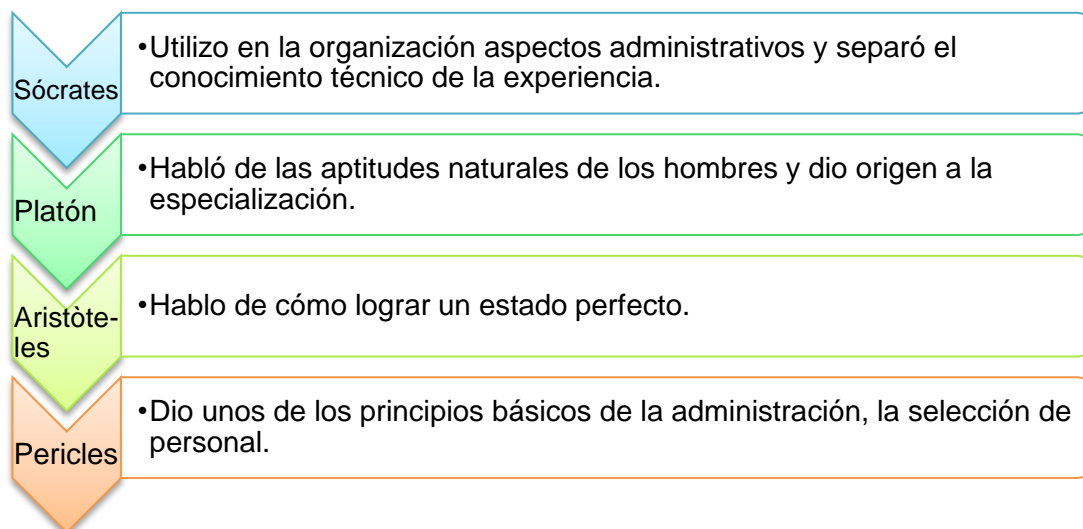 Sócrates
•Utilizo en la organización aspectos administrativos y separó el
conocimiento técnico de la experiencia.
Platón
•Habló de las aptitudes naturales de los hombres y dio origen a la
especialización.
Aristòte-
les
•Hablo de cómo lograr un estado perfecto.
Pericles
•Dio unos de los principios básicos de la administración, la selección de
personal.